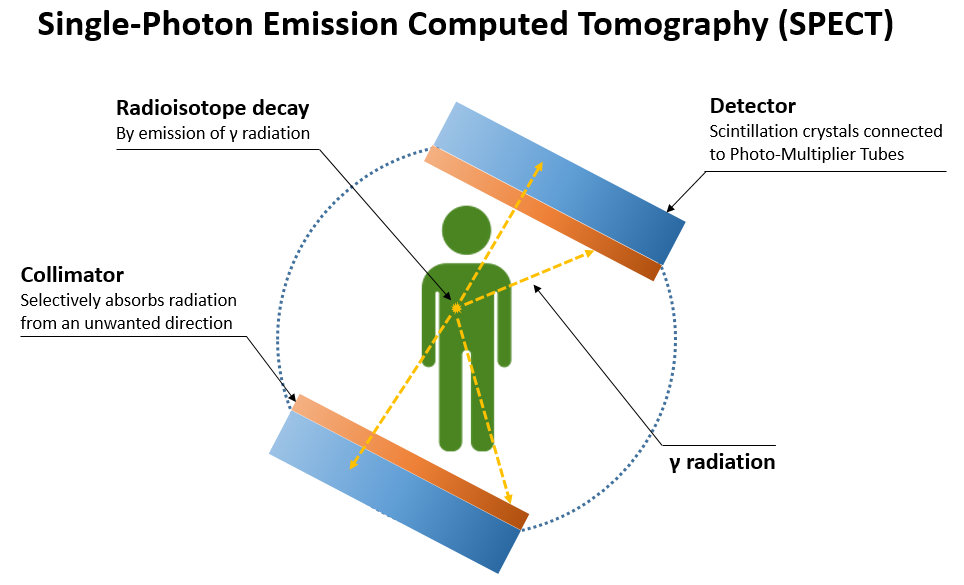 Single-Photon Emission Computed Tomography (SPECT)
Radioisotope decay
By emission of γ radiation
Detector
Scintillation crystals connected
to Photo-Multiplier Tubes
Collimator
Selectively absorbs radiation
from an unwanted direction
γ radiation